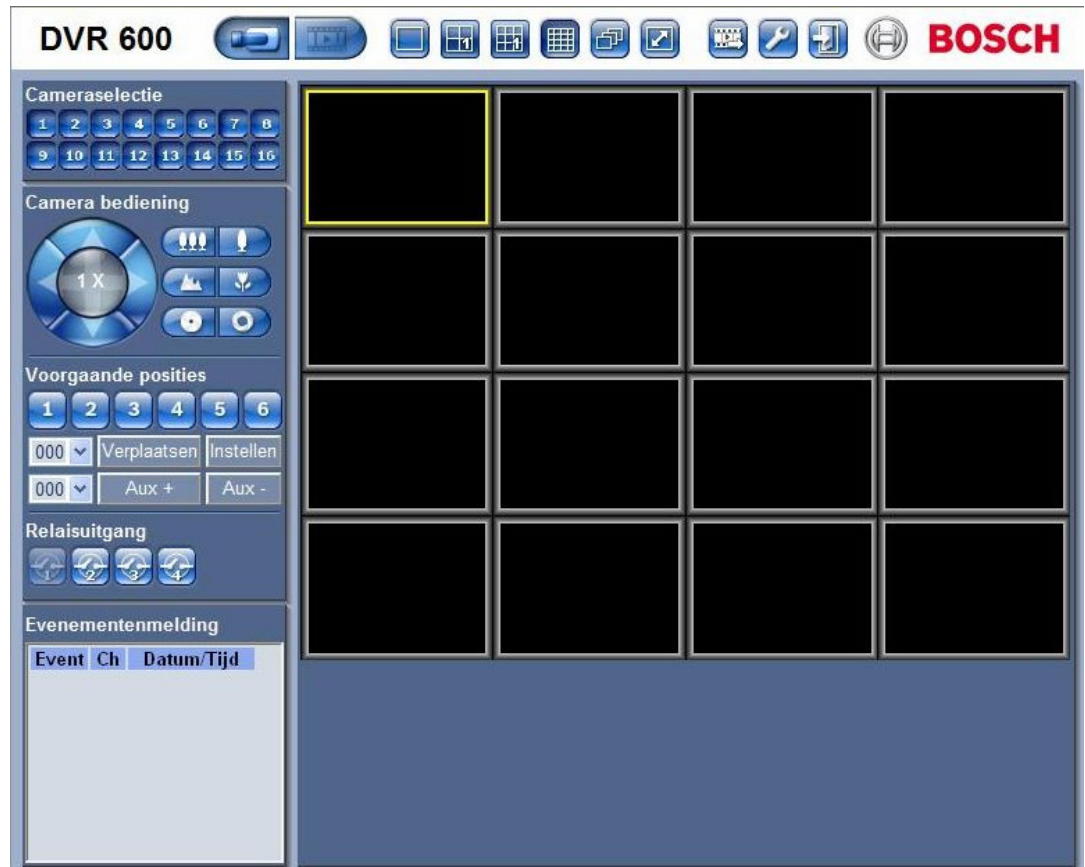 DVR 600
1
1
BOSCH
Cameraselectie
1 2 3 4 5 6 7 8
9 10 11 12 13 14 15 16
Camera bediening
1 X
Voorgaande posities
1 2 3 4 5 6
000 Verplaatsen Instellen
000 Aux + Aux -
Relaisuitgang
1 2 3 4
Evenementenmelding
Event Ch Datum/Tijd